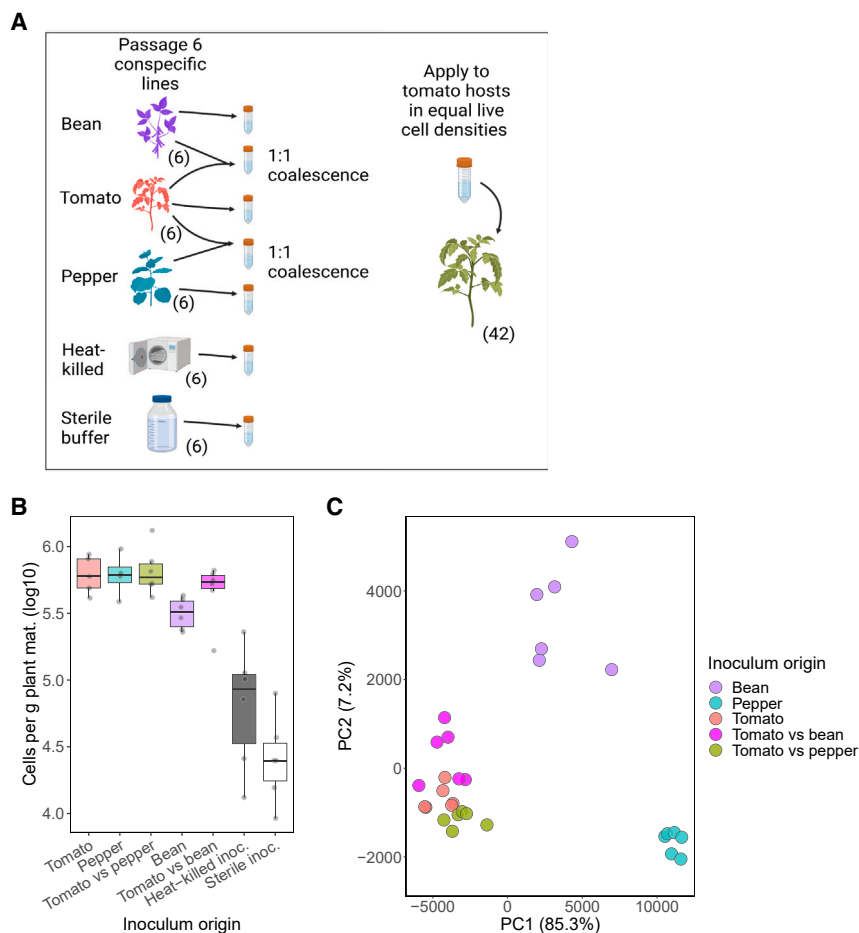 A
Passage 6
conspecific
lines
Bean
(6)
1:1
coalescence
Tomato
(6)
1:1
coalescence
Pepper
(6)
Heat-
killed
(6)
Sterile
buffer
(6)
Apply to
tomato hosts
in equal live
cell densities
(42)
B
Cells per g plant mat. (log10)
6.0
5.5
5.0
4.5
4.0
Tomato
Pepper
Tomato vs pepper
Bean
Tomato vs bean
Heat-killed inoc.
Sterile inoc.
Inoculum origin
C
PC2 (7.2%)
4000
2000
0
−2000
−5000
0
5000
10000
PC1 (85.3%)
Inoculum origin
Bean
Pepper
Tomato
Tomato vs bean
Tomato vs pepper